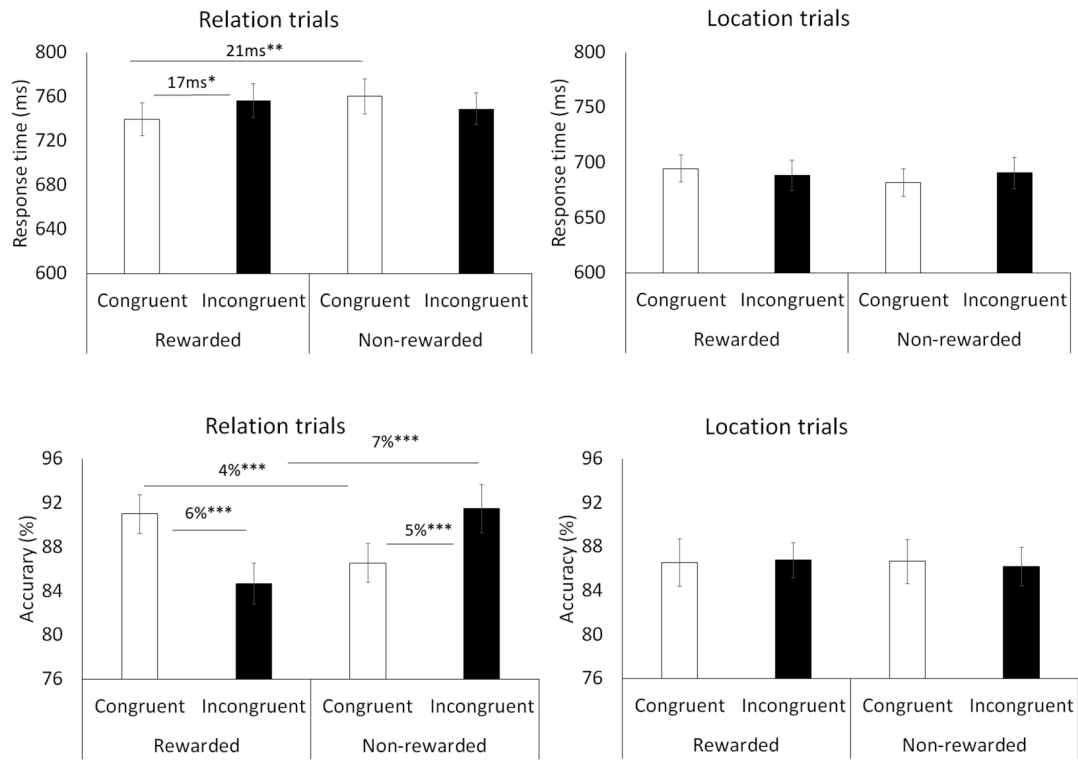 Relation trials
Response time (ms)
800
760
720
680
640
600
21ms**
17ms*
Congruent Incongruent Congruent Incongruent
Rewarded Non-rewarded
Location trials
Response time (ms)
800
750
700
650
600
Congruent Incongruent Congruent Incongruent
Rewarded Non-rewarded
Relation trials
Accurary (%)
96
92
88
84
80
76
7%***
4%***
6%***
5%***
Congruent Incongruent Congruent Incongruent
Rewarded Non-rewarded
Location trials
Accuracy (%)
96
92
88
84
80
76
Congruent Incongruent Congruent Incongruent
Rewarded Non-rewarded